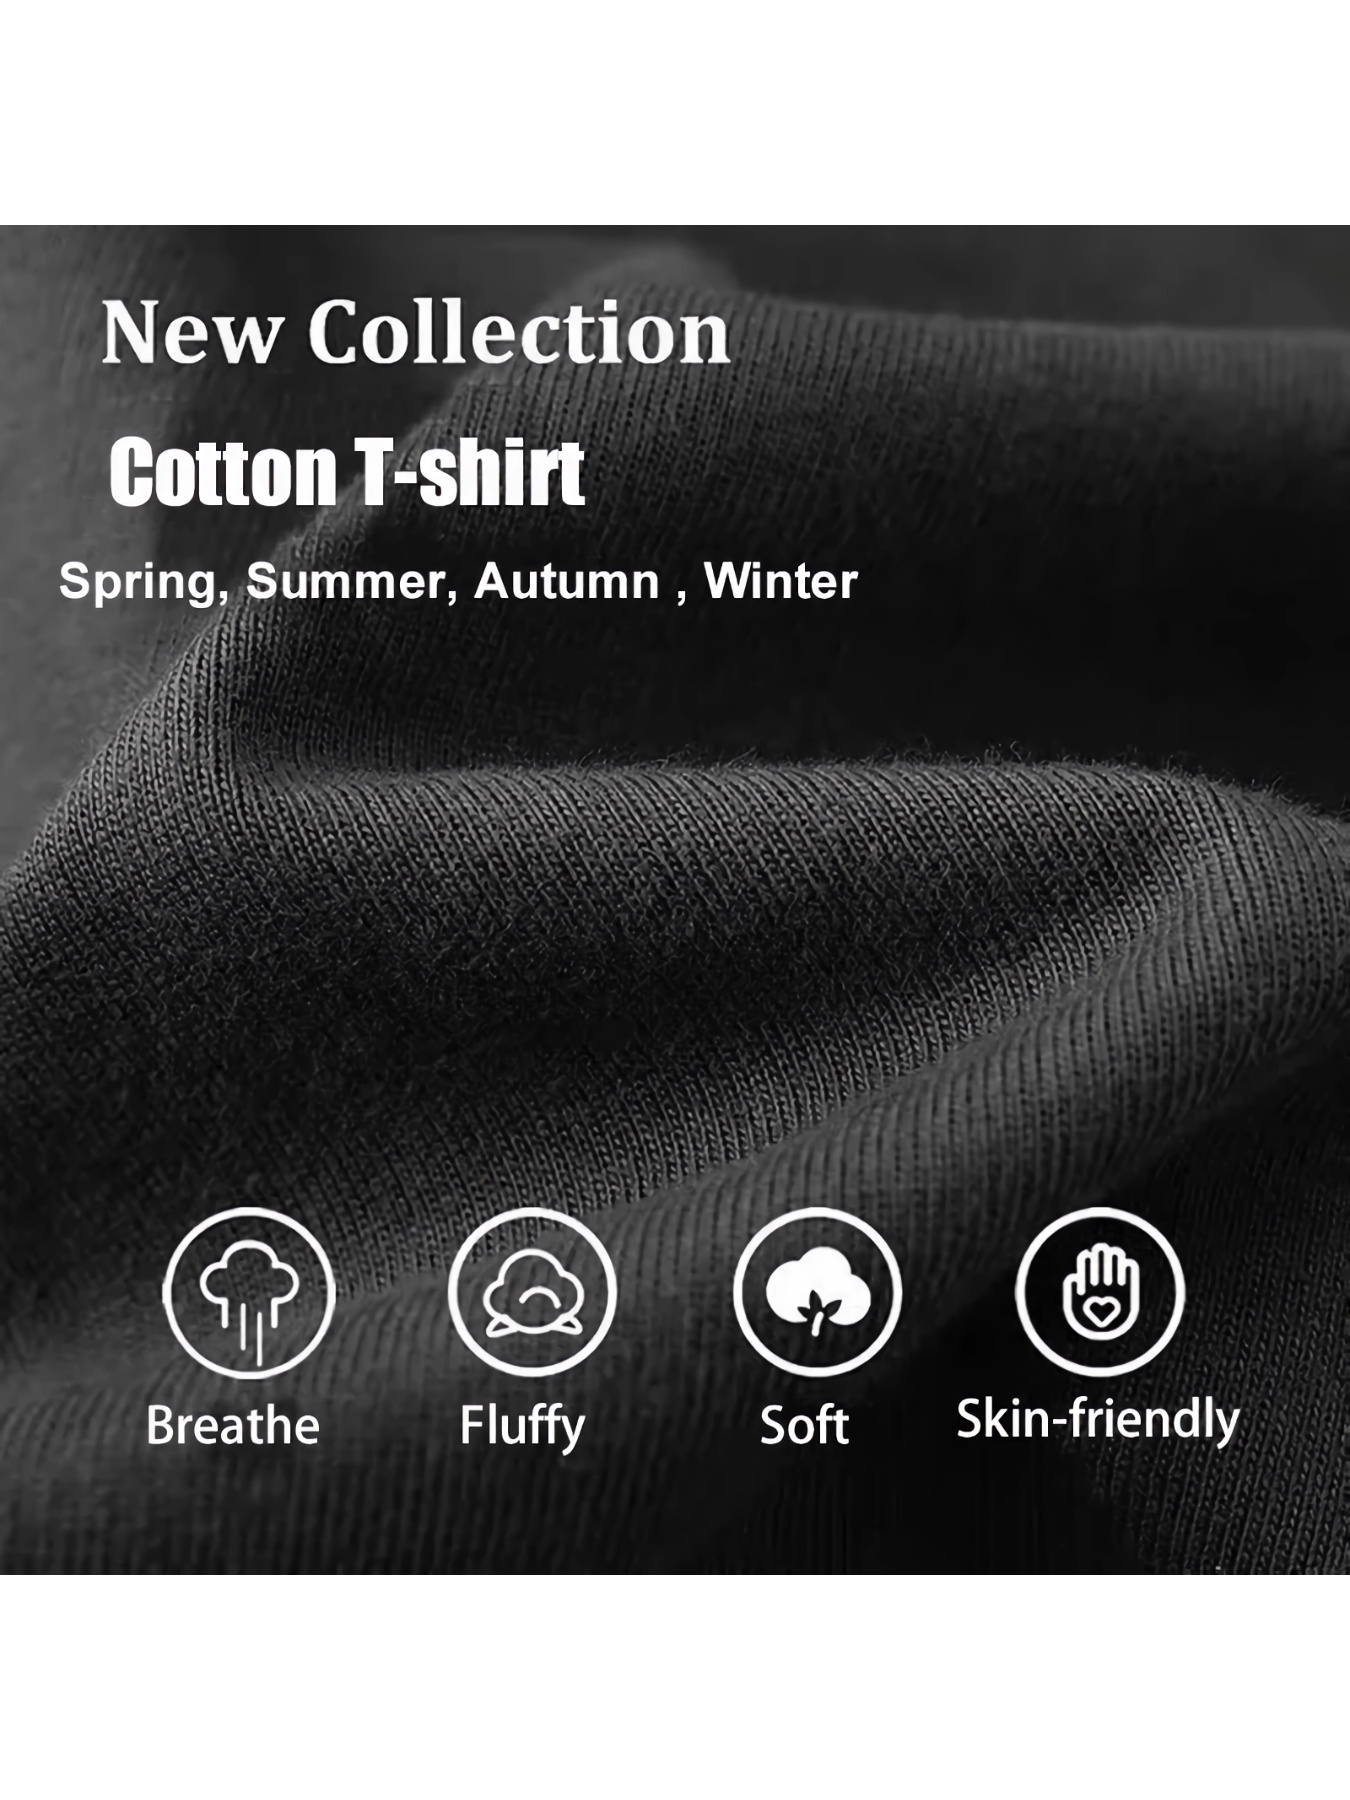 New Collection
Cotton T-shirt
Spring, Summer, Autumn , Winter
Breathe
Fluffy
Soft
Skin-friendly